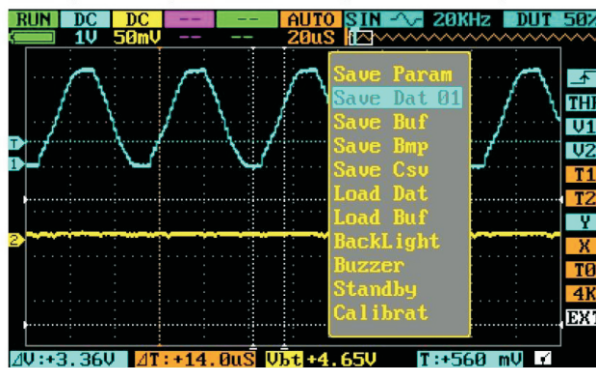 RUN DC DC -- -- AUTO SIN 20KHz DUT 50%
1V 50mV -- -- 20uS
Save Param
Save Dat 01
Save Buf
Save Bmp
Save Csv
Load Dat
Load Buf
BackLight
Buzzer
Standby
Calibrat
THR
V1
V2
T1
T2
Y
X
T0
4K
EXT
T
1
2
ΔV:+3.36V ΔT:+14.0uS Vbt +4.65V T:+560 mV